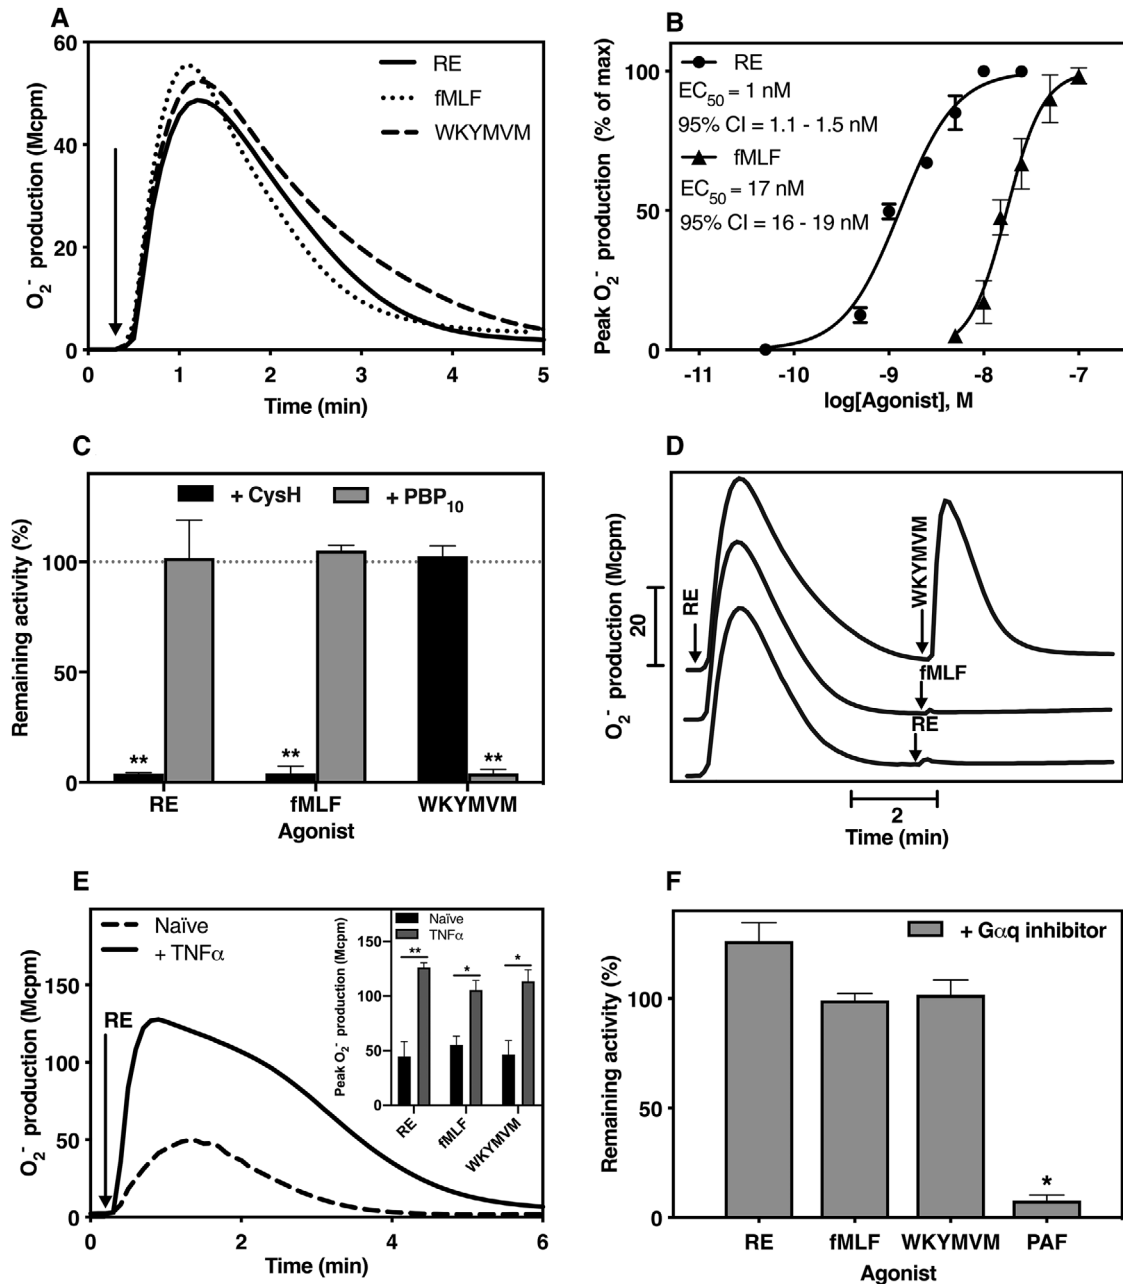 A
60
40
20
0
O2- production (Mcpm)
RE
fMLF
WKYMVM
0 1 2 3 4 5
Time (min)
B
100
50
0
Peak O2- production (% of max)
RE
EC50 = 1 nM
95% CI = 1.1 - 1.5 nM
fMLF
EC50 = 17 nM
95% CI = 16 - 19 nM
-11 -10 -9 -8 -7
log[Agonist], M
C
+ CysH + PBP10
100
50
0
Remaining activity (%)
** ** **
RE fMLF WKYMVM
Agonist
D
O2- production (Mcpm)
20
RE
WKYMVM
fMLF
RE
2
Time (min)
E
Naïve
+ TNFα
150
100
50
0
O2- production (Mcpm)
RE
0 2 4 6
Time (min)
Naïve
TNFα
150
100
50
0
Peak O2- production (Mcpm)
** * *
RE fMLF WKYMVM
F
+ Gαq inhibitor
100
50
0
Remaining activity (%)
*
RE fMLF WKYMVM PAF
Agonist